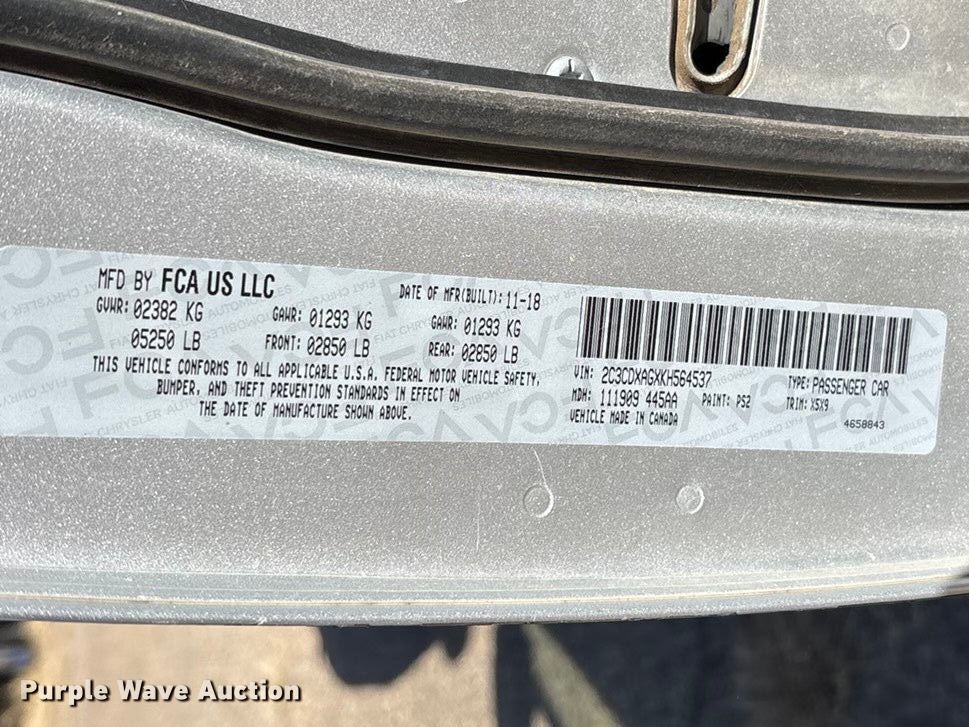 MFD BY FCA US LLC
DATE OF MFR(BUILT): 11-18
GVWR: 02382 KG GAWR: 01293 KG GAWR: 01293 KG
05250 LB FRONT: 02850 LB REAR: 02850 LB
THIS VEHICLE CONFORMS TO ALL APPLICABLE U.S.A. FEDERAL MOTOR VEHICLE SAFETY,
BUMPER, AND THEFT PREVENTION STANDARDS IN EFFECT ON
THE DATE OF MANUFACTURE SHOWN ABOVE.
VIN: 2C3CDXAGXKH564537 TYPE: PASSENGER CAR
MDH: 111909 445AA PAINT: PS2 TRIM: X5X9
VEHICLE MADE IN CANADA 4658843
Purple Wave Auction